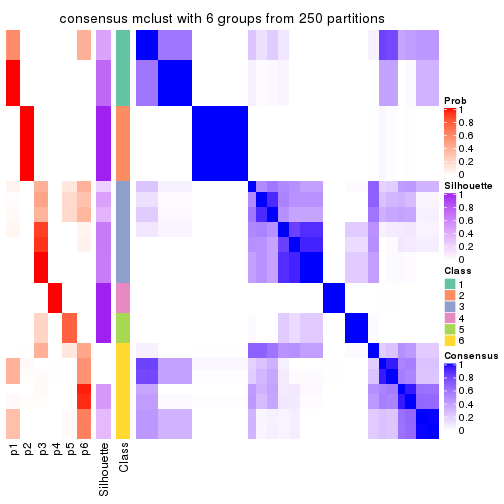 consensus mclust with 6 groups from 250 partitions
Prob
1
0.8
0.6
0.4
0.2
0
Silhouette
1
0.8
0.6
0.4
0.2
0
Class
1
2
3
4
5
6
Consensus
1
0.8
0.6
0.4
0.2
0
p1
p2
p3
p4
p5
p6
Silhouette
Class